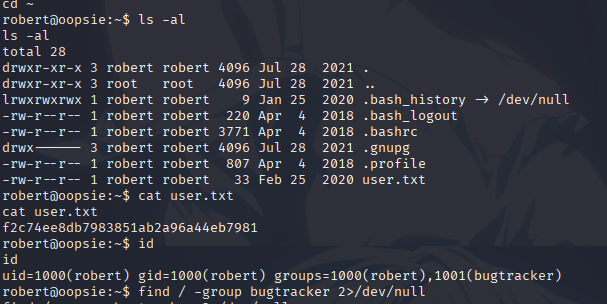 cd ~
robert@oopsie:~$ ls -al
ls -al
total 28
drwxr-xr-x 3 robert robert 4096 Jul 28  2021 .
drwxr-xr-x 3 root   root   4096 Jul 28  2021 ..
lrwxrwxrwx 1 robert robert    9 Jan 25  2020 .bash_history → /dev/null
-rw-r--r-- 1 robert robert  220 Apr  4  2018 .bash_logout
-rw-r--r-- 1 robert robert 3771 Apr  4  2018 .bashrc
drwx------ 3 robert robert 4096 Jul 28  2021 .gnupg
-rw-r--r-- 1 robert robert  807 Apr  4  2018 .profile
-rw-r--r-- 1 robert robert   33 Feb 25  2020 user.txt
robert@oopsie:~$ cat user.txt
cat user.txt
f2c74ee8db7983851ab2a96a44eb7981
robert@oopsie:~$ id
id
uid=1000(robert) gid=1000(robert) groups=1000(robert),1001(bugtracker)
robert@oopsie:~$ find / -group bugtracker 2>/dev/null